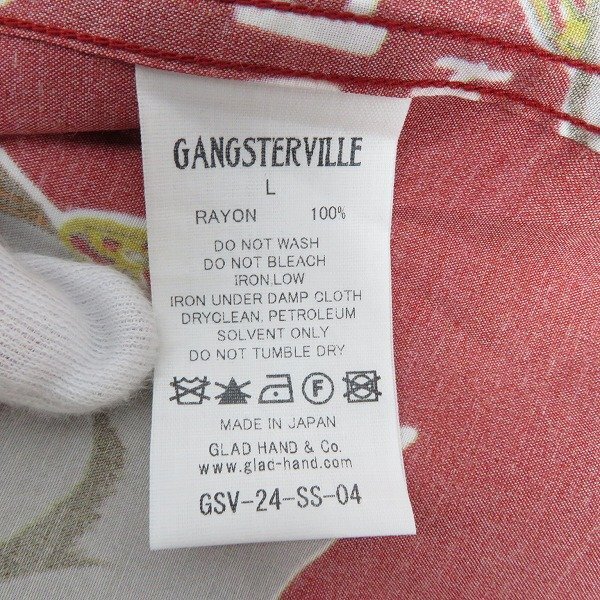 GANGSTERVILLE
L
RAYON 100%
DO NOT WASH
DO NOT BLEACH
IRON.LOW
IRON UNDER DAMP CLOTH
DRYCLEAN, PETROLEUM
SOLVENT ONLY
DO NOT TUMBLE DRY
F
MADE IN JAPAN
GLAD HAND & Co.
www.glad-hand.com
GSV-24-SS-04